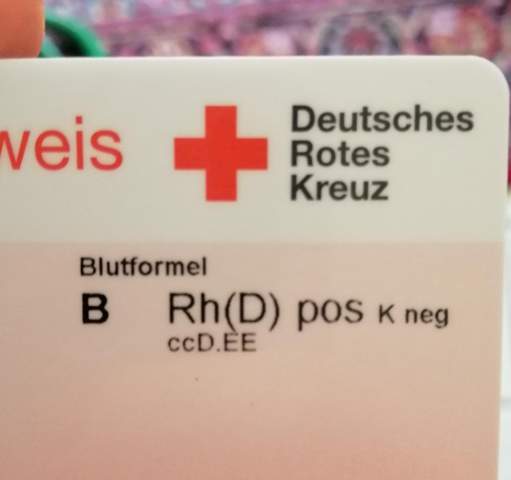 weis
Deutsches
Rotes
Kreuz
Blutformel
B Rh(D) pos K neg
ccD.EE